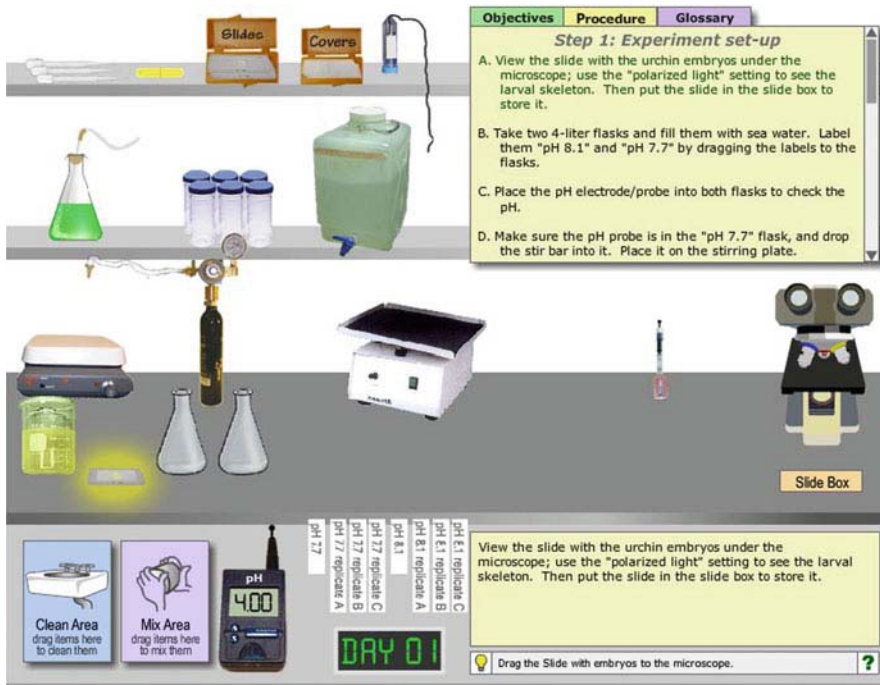 Slides
Covers
Objectives
Procedure
Glossary
Step 1: Experiment set-up
A. View the slide with the urchin embryos under the
microscope; use the "polarized light" setting to see the
larval skeleton. Then put the slide in the slide box to
store it.
B. Take two 4-liter flasks and fill them with sea water. Label
them "pH 8.1" and "pH 7.7" by dragging the labels to the
flasks.
C. Place the pH electrode/probe into both flasks to check the
pH.
D. Make sure the pH probe is in the "pH 7.7" flask, and drop
the stir bar into it. Place it on the stirring plate.
Slide Box
Clean Area
drag items here
to clean them
Mix Area
drag items here
to mix them
pH
4.00
pH 7.7
pH 7.7 replicate A
pH 7.7 replicate B
pH 7.7 replicate C
pH 8.1
pH 8.1 replicate A
pH 8.1 replicate B
pH 8.1 replicate C
DAY 01
View the slide with the urchin embryos under the
microscope; use the "polarized light" setting to see the larval
skeleton. Then put the slide in the slide box to store it.
Drag the Slide with embryos to the microscope.
?